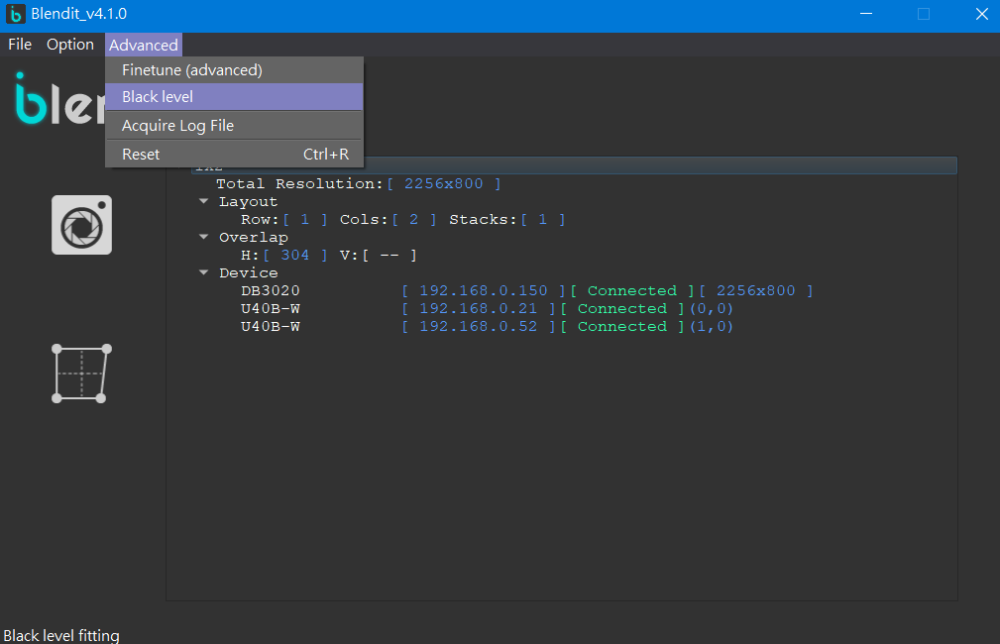 Blendit_v4.1.0
File Option Advanced
Finetune (advanced)
Black level
Acquire Log File
Reset Ctrl+R
Total Resolution:[ 2256x800 ]
Layout
Row:[ 1 ] Cols:[ 2 ] Stacks:[ 1 ]
Overlap
H:[ 304 ] V:[ -- ]
Device
DB3020 [ 192.168.0.150 ][ Connected ][ 2256x800 ]
U40B-W [ 192.168.0.21 ][ Connected ](0,0)
U40B-W [ 192.168.0.52 ][ Connected ](1,0)
Black level fitting